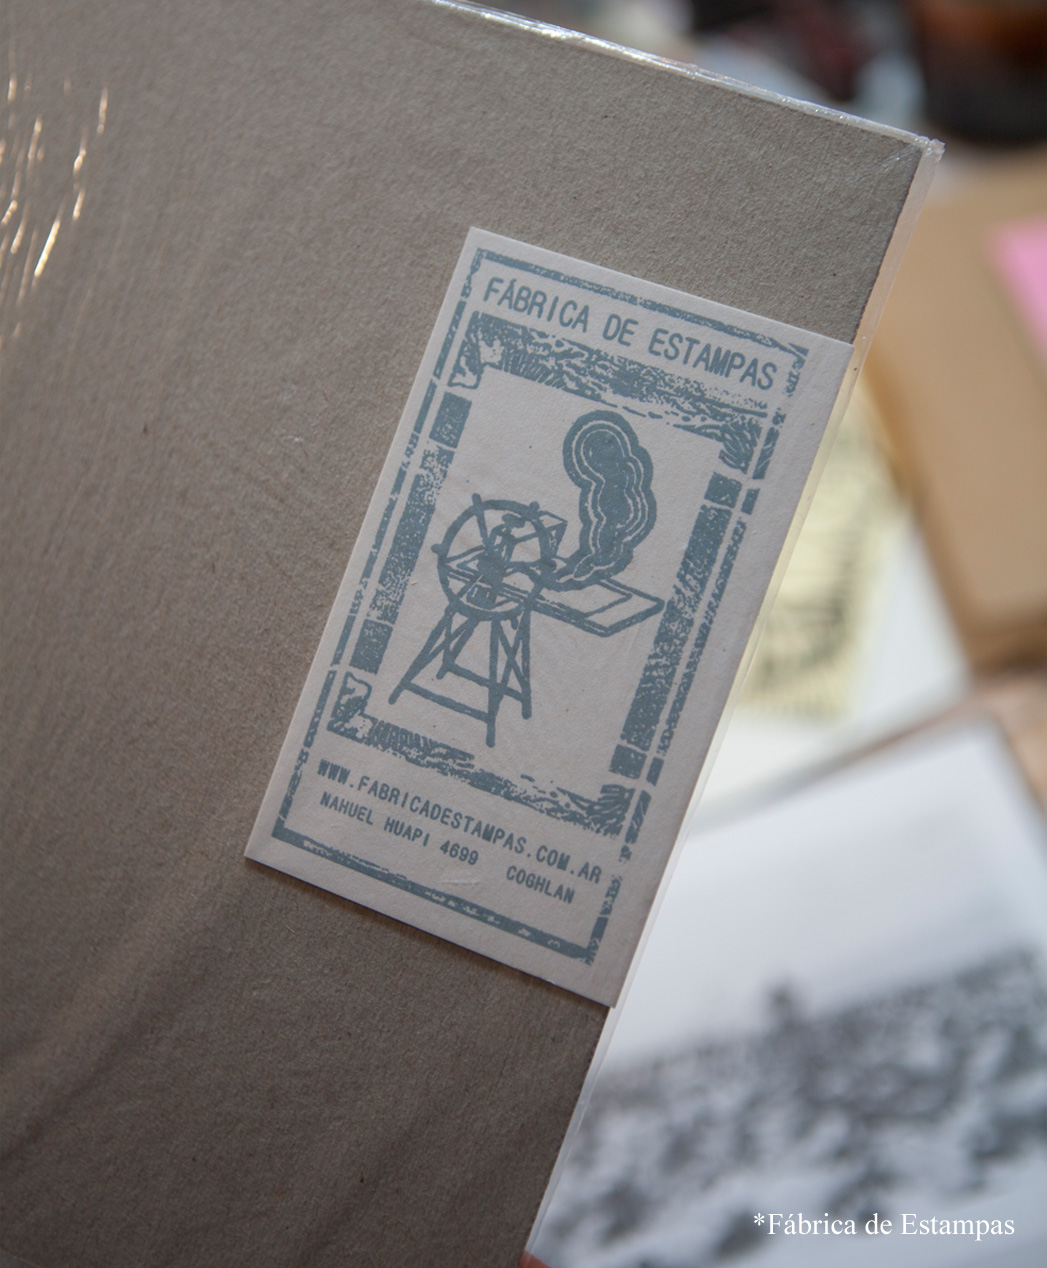 FÁBRICA DE ESTAMPAS
WWW.FABRICADESTAMPAS.COM.AR
NAHUEL HUAPI 4699 COGHLAN
*Fábrica de Estampas